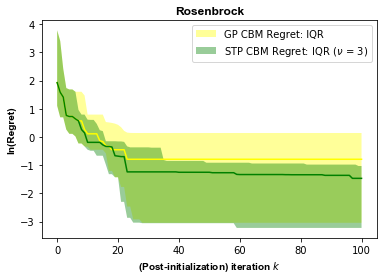 Rosenbrock
GP CBM Regret: IQR
STP CBM Regret: IQR (ν = 3)
ln(Regret)
4
3
2
1
0
−1
−2
−3
0
20
40
60
80
100
(Post-initialization) iteration k